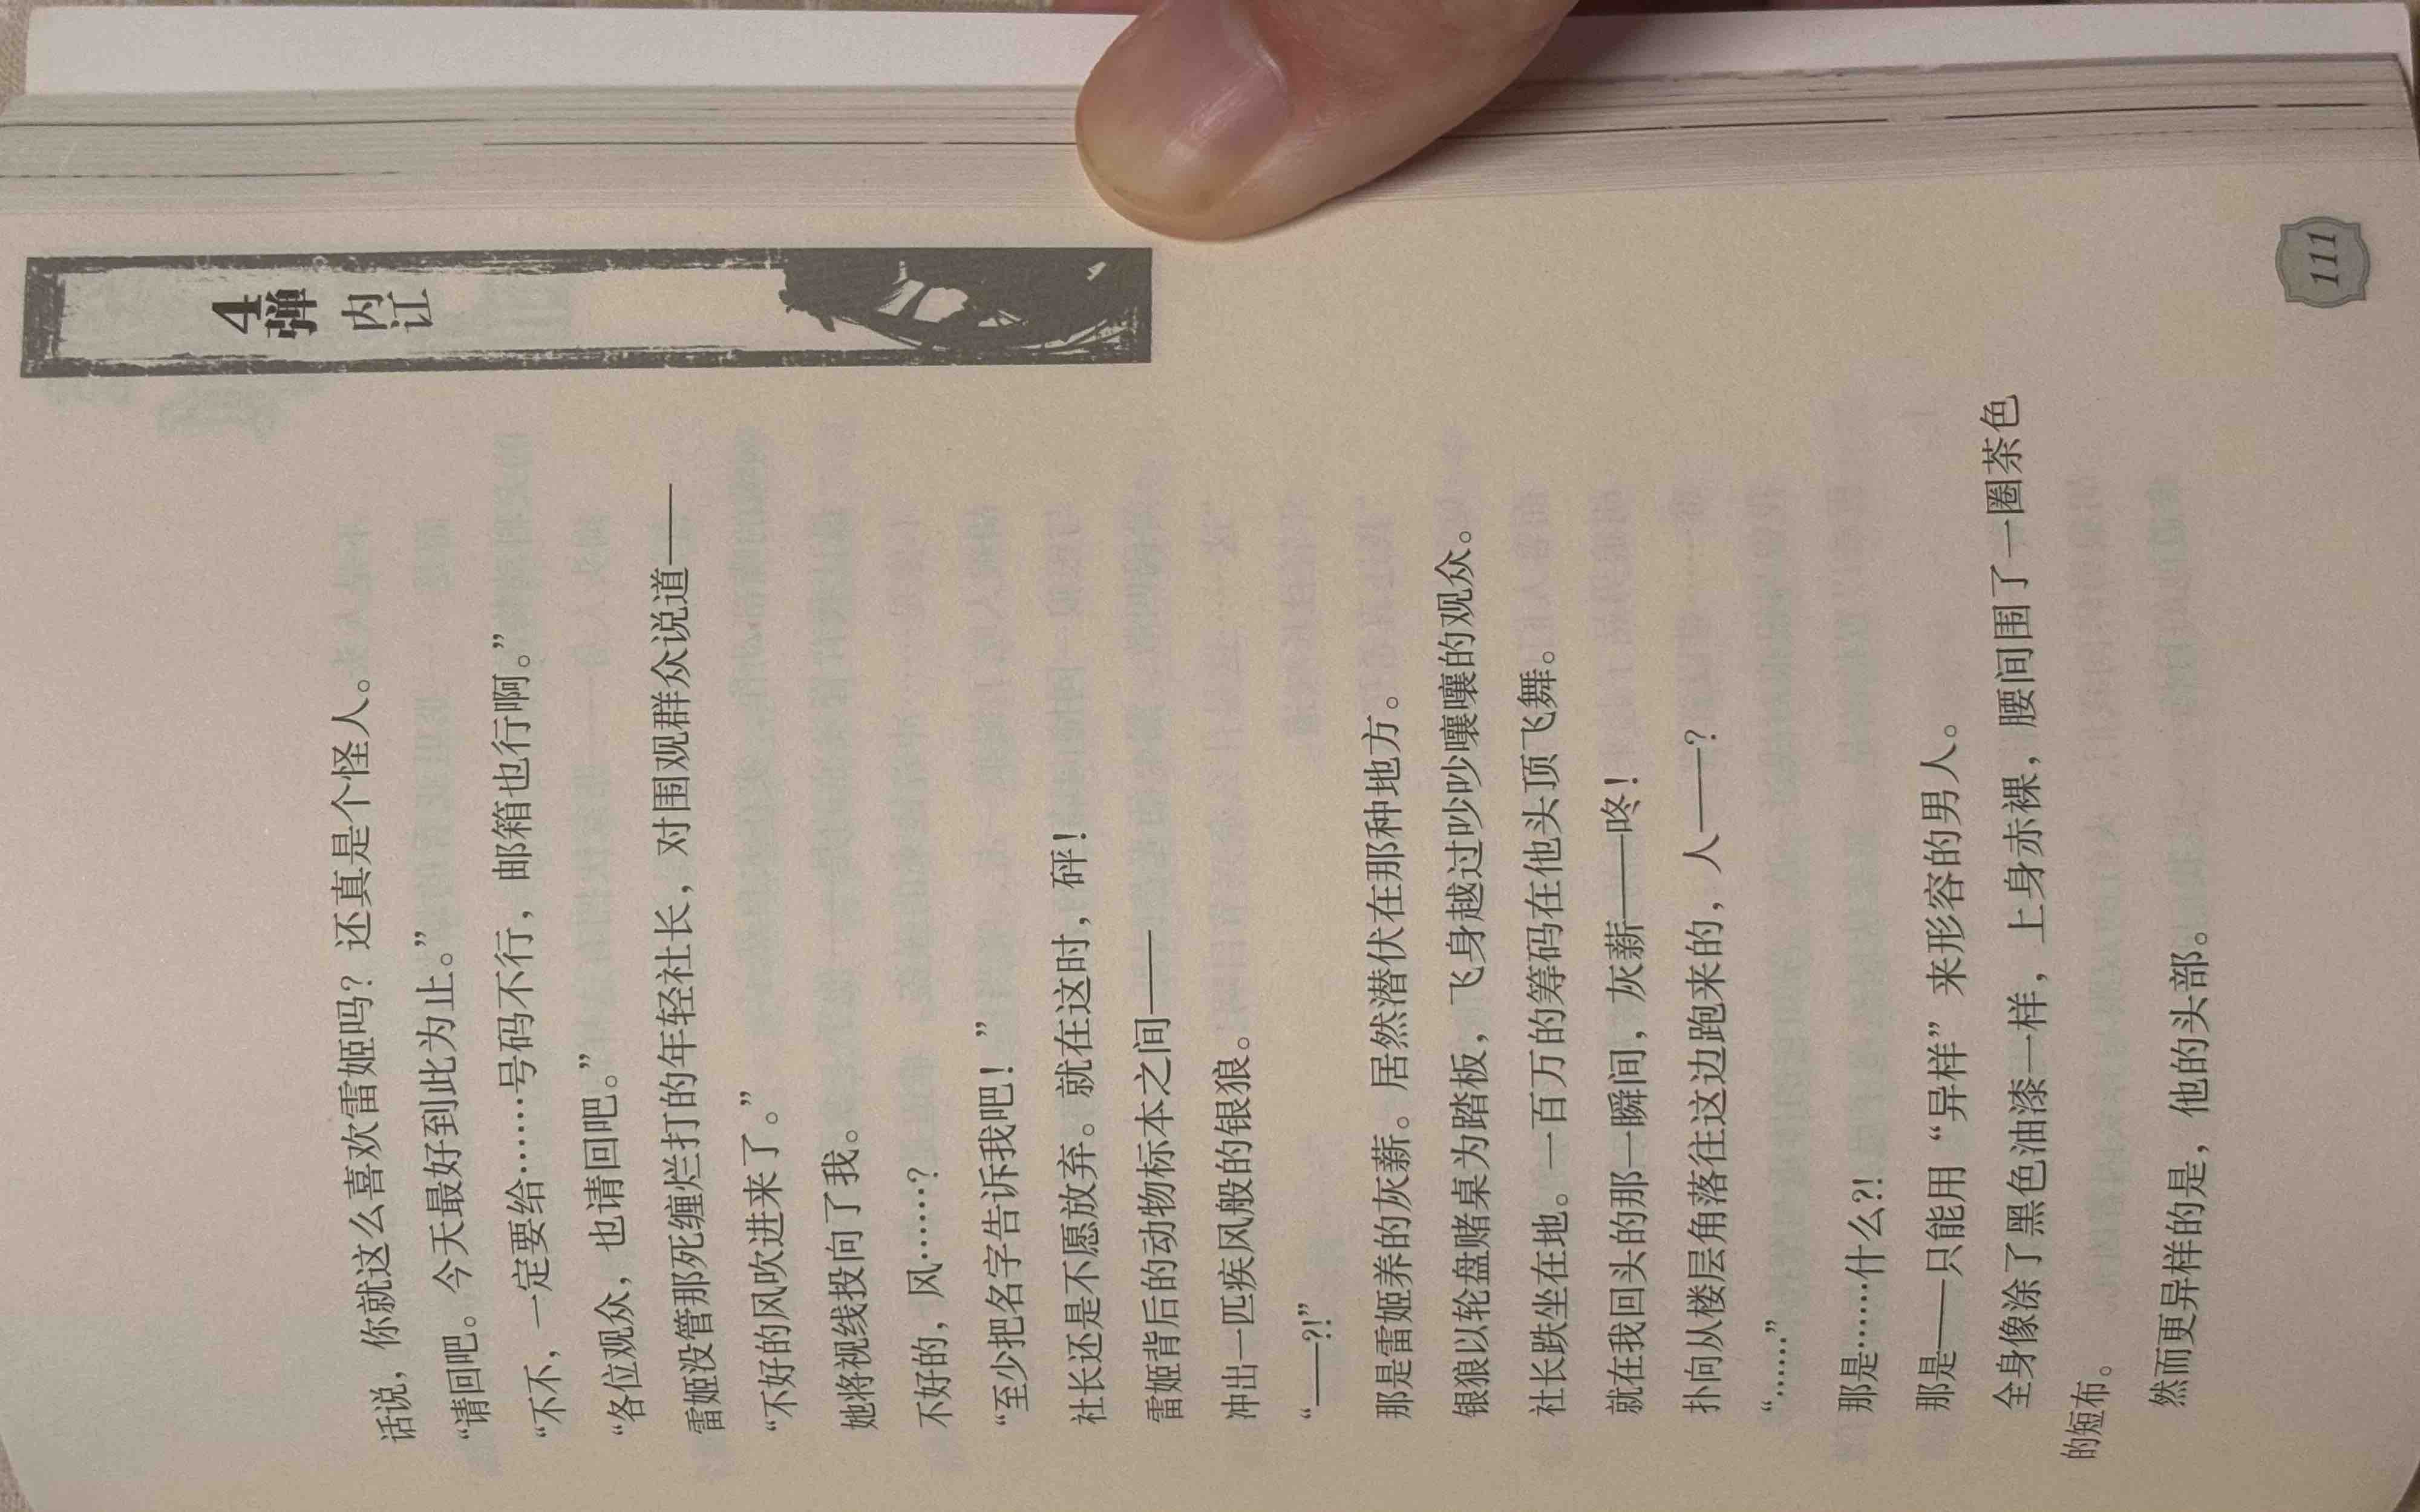 4弹 内讧
话说，你就这么喜欢雷姬吗？还真是个怪人。
“请回吧。今天最好到此为止。”
“不不，一定要给……号码不行，邮箱也行啊。”
“各位观众，也请回吧。”
雷姬没管那死缠烂打的年轻社长，对围观群众说道——
“不好的风吹进来了。”
她将视线投向了我。
不好的，风……？
“至少把名字告诉我吧！”
社长还是不愿放弃。就在这时，砰！
雷姬背后的动物标本之间——
冲出一匹疾风般的银狼。
“——?!”
那是雷姬养的灰薪。居然潜伏在那种地方。
银狼以轮盘赌桌为踏板，飞身越过吵吵嚷嚷的观众。
社长跌坐在地。一百万的筹码在他头顶飞舞。
就在我回头的那一瞬间，灰薪——咚！
扑向从楼层角落往这边跑来的，人——？
“……”
那是……什么?!
那是——只能用“异样”来形容的男人。
全身像涂了黑色油漆一样，上身赤裸，腰间围了一圈茶色
的短布。
然而更异样的是，他的头部。
111